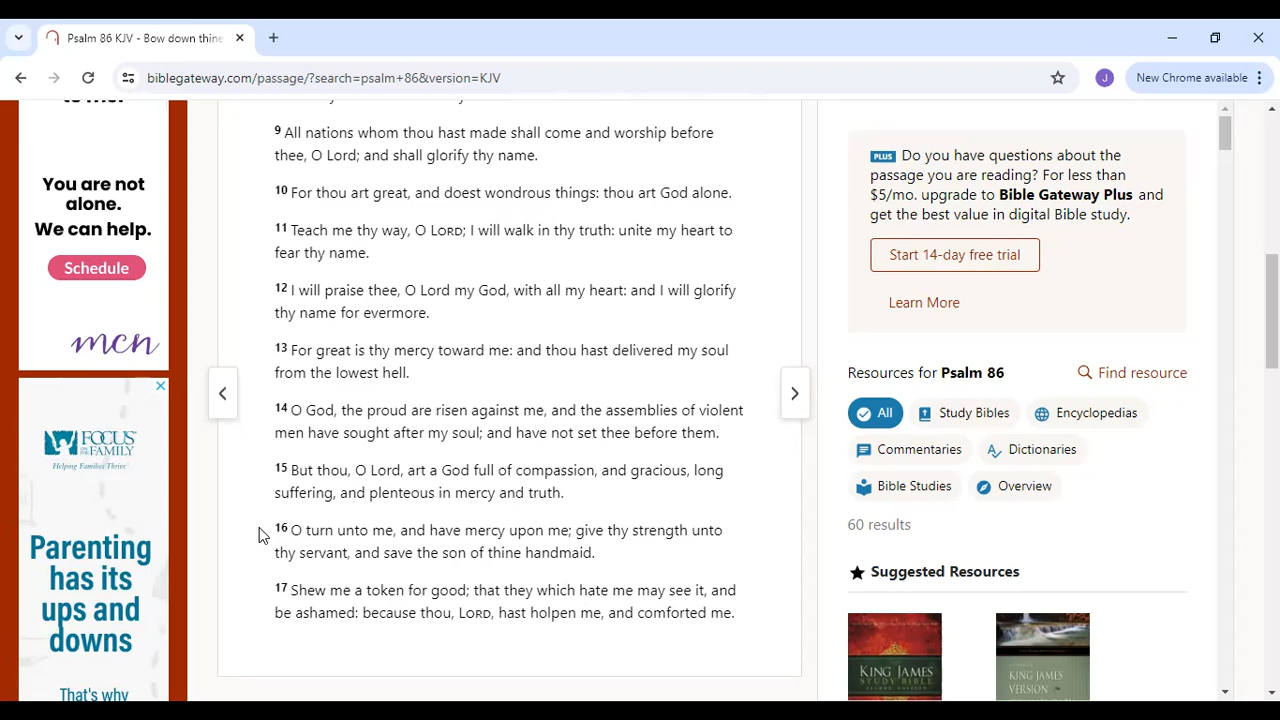 Psalm 86 KJV - Bow down thine
biblegateway.com/passage/?search=psalm+86&version=KJV
J
New Chrome available
You are not
alone.
We can help.
Schedule
mcn
FOCUS
ON THE
FAMILY
Helping Families Thrive
Parenting
has its
ups and
downs
That's why
9 All nations whom thou hast made shall come and worship before
thee, O Lord; and shall glorify thy name.
10 For thou art great, and doest wondrous things: thou art God alone.
11 Teach me thy way, O LORD; I will walk in thy truth: unite my heart to
fear thy name.
12 I will praise thee, O Lord my God, with all my heart: and I will glorify
thy name for evermore.
13 For great is thy mercy toward me: and thou hast delivered my soul
from the lowest hell.
14 O God, the proud are risen against me, and the assemblies of violent
men have sought after my soul; and have not set thee before them.
15 But thou, O Lord, art a God full of compassion, and gracious, long
suffering, and plenteous in mercy and truth.
16 O turn unto me, and have mercy upon me; give thy strength unto
thy servant, and save the son of thine handmaid.
17 Shew me a token for good; that they which hate me may see it, and
be ashamed: because thou, LORD, hast holpen me, and comforted me.
PLUS Do you have questions about the
passage you are reading? For less than
$5/mo. upgrade to Bible Gateway Plus and
get the best value in digital Bible study.
Start 14-day free trial
Learn More
Resources for Psalm 86
Find resource
All
Study Bibles
Encyclopedias
Commentaries
Dictionaries
Bible Studies
Overview
60 results
Suggested Resources
KING JAMES
STUDY BIBLE
KING JAMES
VERSION